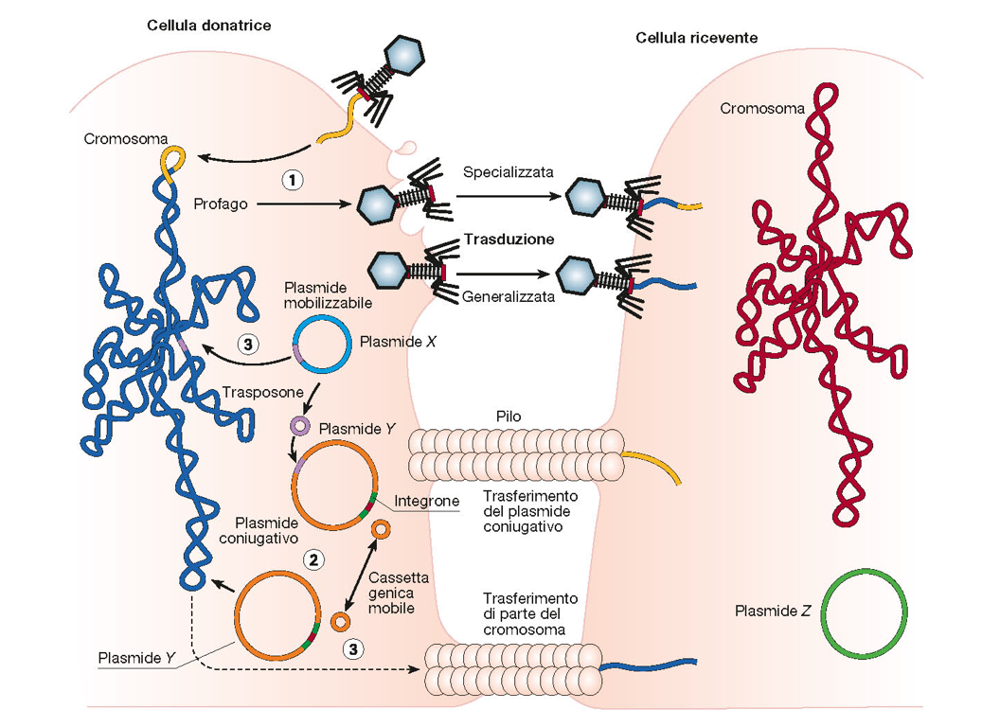 Cellula donatrice
Cellula ricevente
Cromosoma
Cromosoma
1
Profago
Specializzata
Trasduzione
Generalizzata
Plasmide
mobilizzabile
3
Plasmide X
Trasposone
Plasmide Y
Pilo
Integrone
Trasferimento
del plasmide
coniugativo
Plasmide
coniugativo
2
Cassetta
genica
mobile
Trasferimento
di parte del
cromosoma
Plasmide Z
3
Plasmide Y